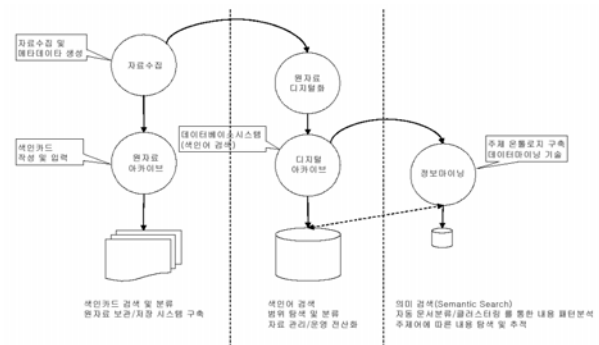 자료수집 및
메타데이타 생성
자료수집
원자료
디지탈화
색인카드
작성 및 입력
원자료
아카이브
데이터베이스시스템
(색인어 검색)
디지탈
아카이브
정보마이닝
주제 온톨로지 구축
데이터마이닝 기술
색인카드 검색 및 분류
원자료 보관/저장 시스템 구축
색인어 검색
범위 탐색 및 분류
자료 관리/운영 전산화
의미 검색(Semantic Search)
자동 문서분류/클러스터링 를 통한 내용 패턴분석
주제어에 따른 내용 탐색 및 추적